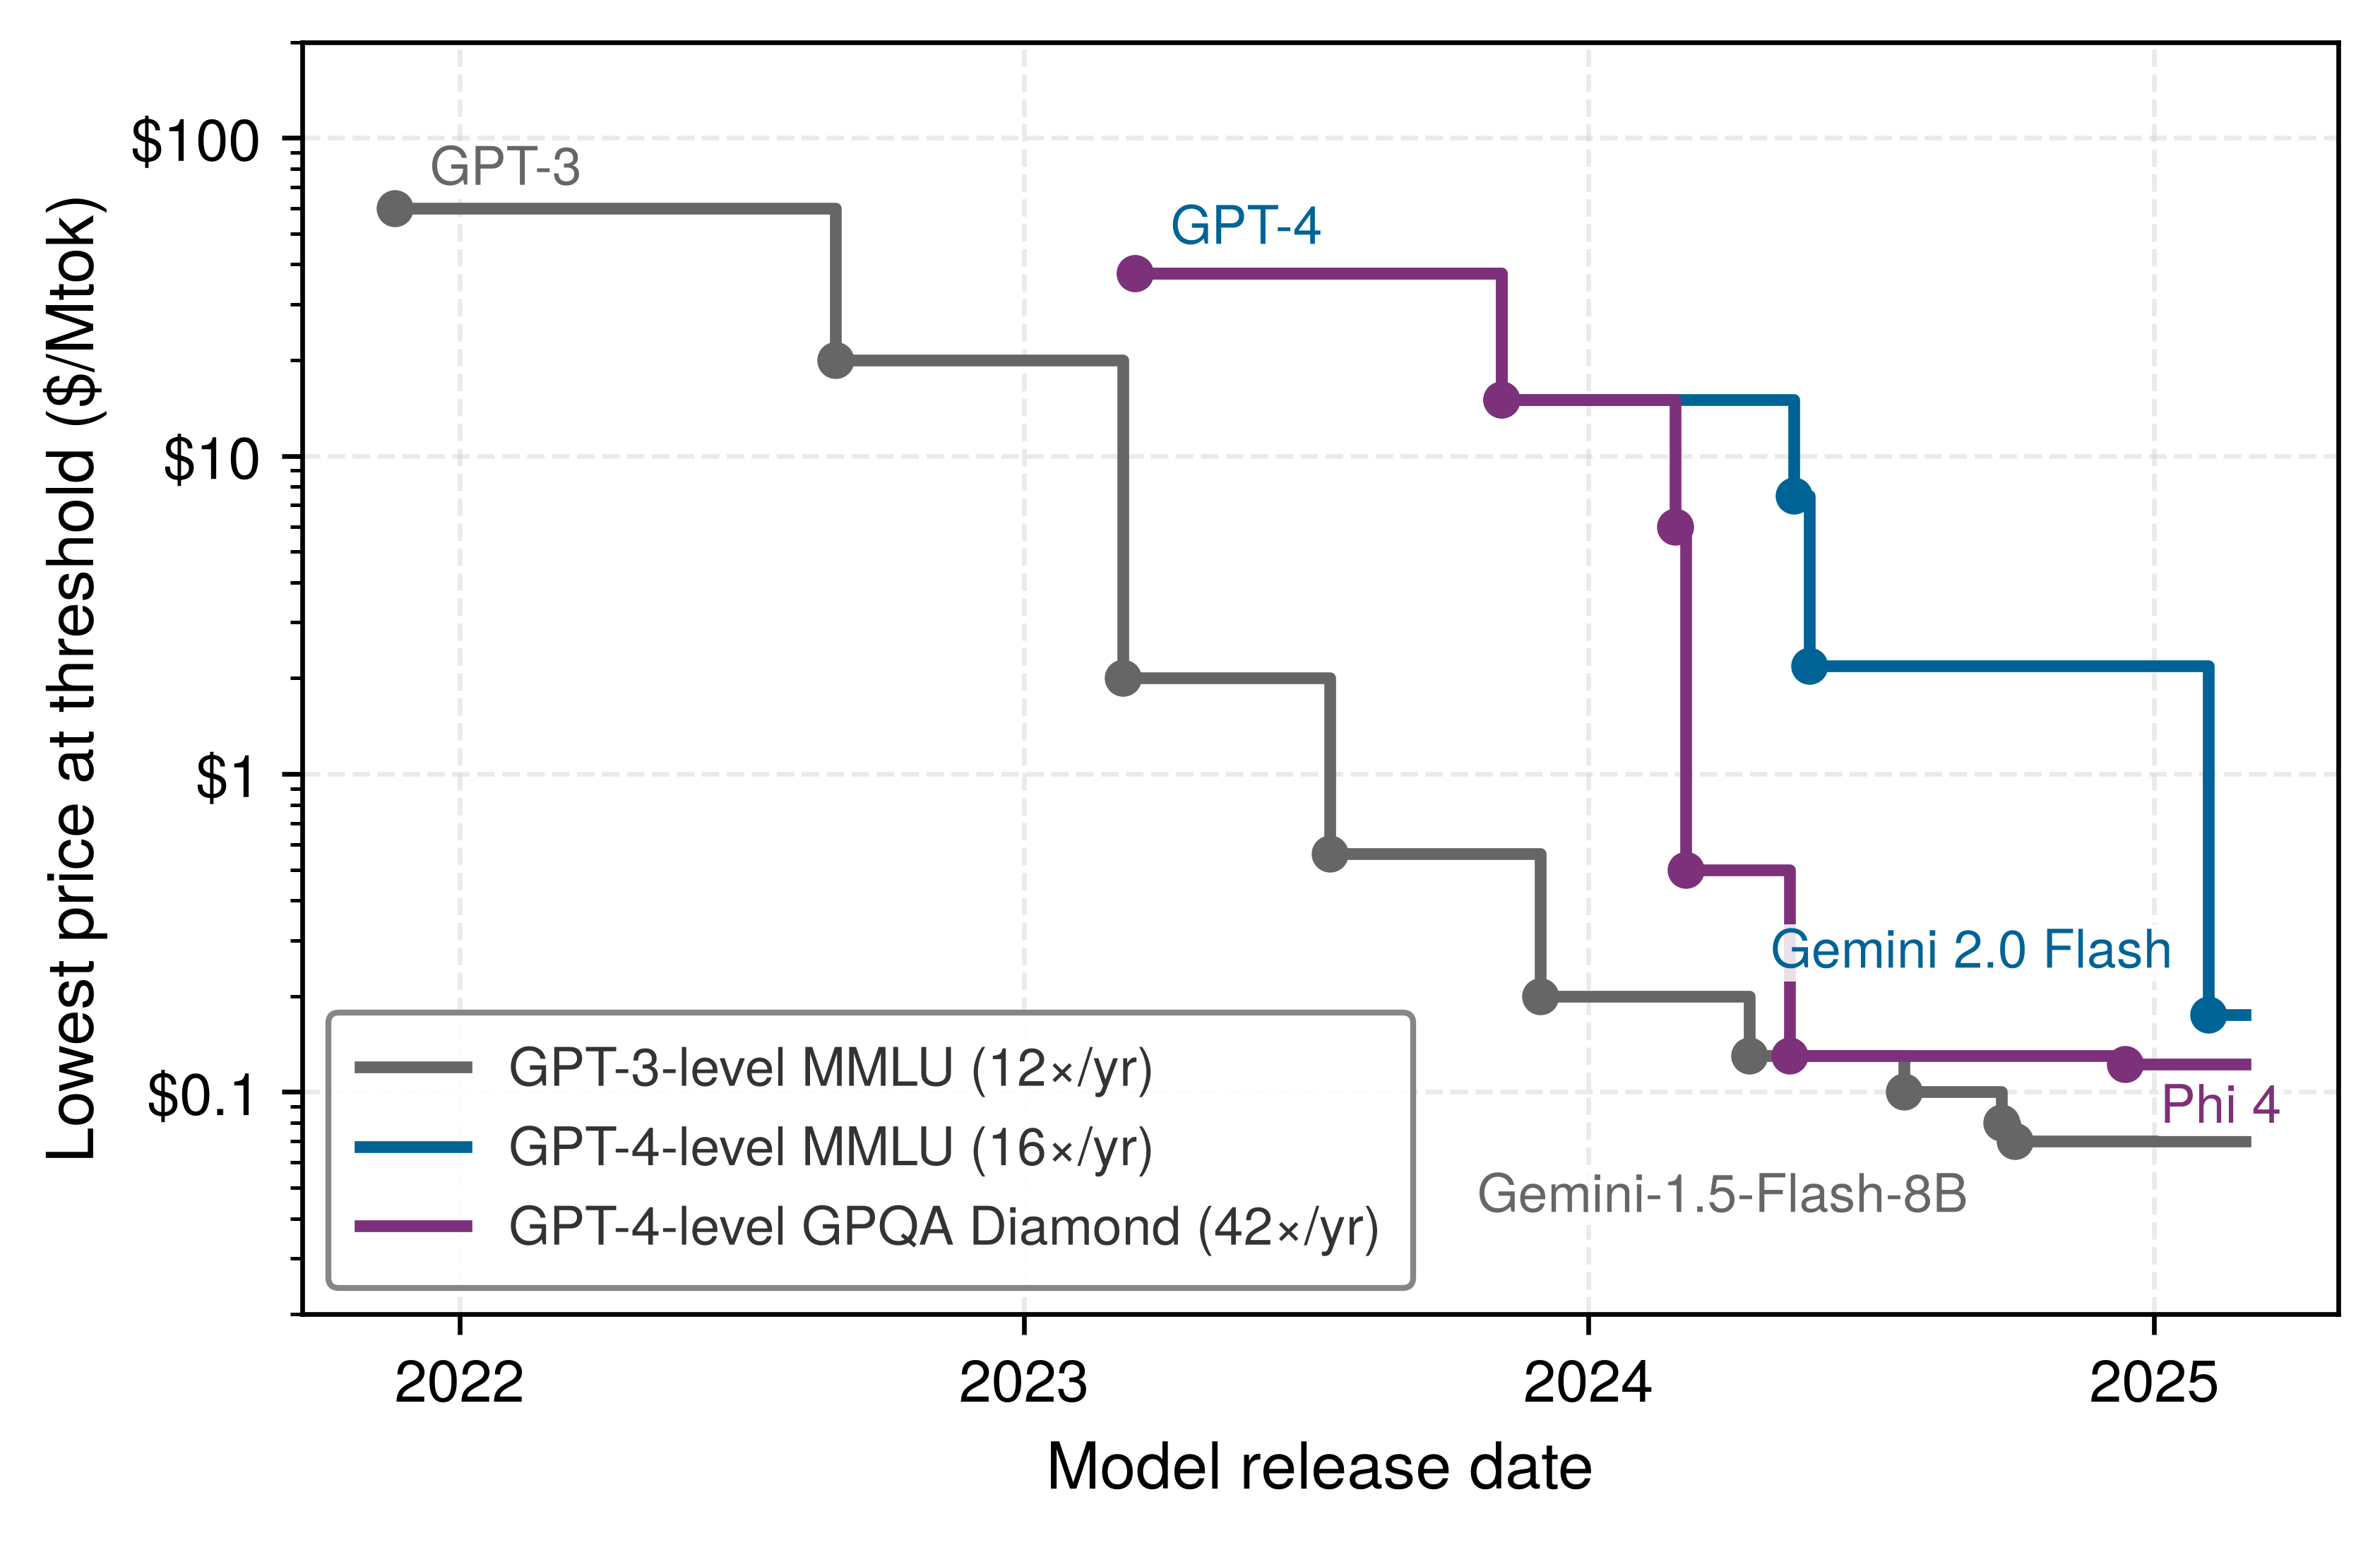 Lowest price at threshold ($/Mtok)
$100
$10
$1
$0.1
GPT-3
GPT-4
Gemini 2.0 Flash
Phi 4
Gemini-1.5-Flash-8B
GPT-3-level MMLU (12×/yr)
GPT-4-level MMLU (16×/yr)
GPT-4-level GPQA Diamond (42×/yr)
2022 2023 2024 2025
Model release date